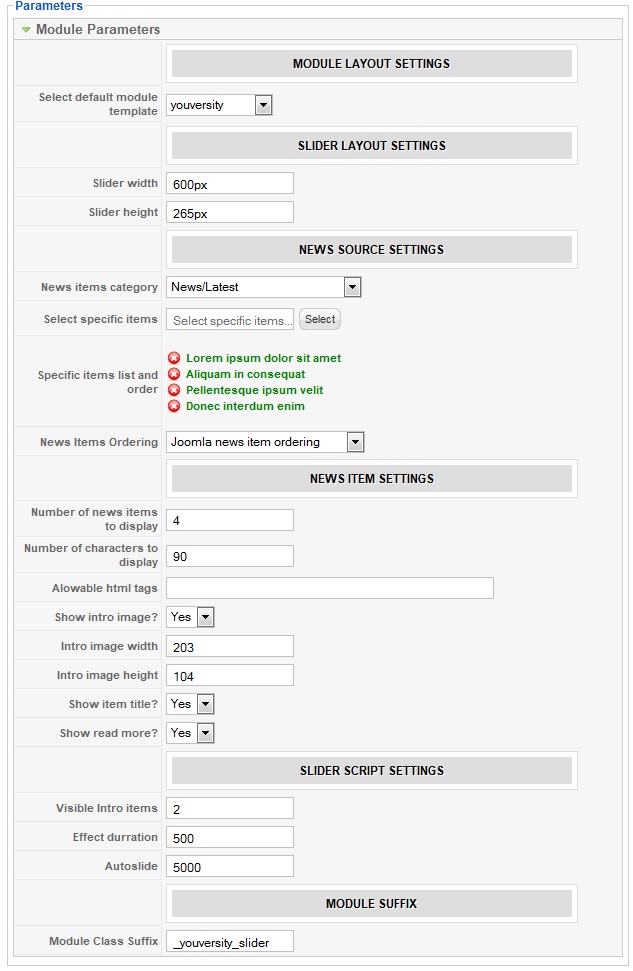 Parameters
Module Parameters
MODULE LAYOUT SETTINGS
Select default module
template
youversity
SLIDER LAYOUT SETTINGS
Slider width
600px
Slider height
265px
NEWS SOURCE SETTINGS
News items category
News/Latest
Select specific items
Select specific items...
Select
Specific items list and
order
Lorem ipsum dolor sit amet
Aliquam in consequat
Pellentesque ipsum velit
Donec interdum enim
News Items Ordering
Joomla news item ordering
NEWS ITEM SETTINGS
Number of news items
to display
4
Number of characters to
display
90
Alowable html tags
Show intro image?
Yes
Intro image width
203
Intro image height
104
Show item title?
Yes
Show read more?
Yes
SLIDER SCRIPT SETTINGS
Visible Intro items
2
Effect durration
500
Autoslide
5000
MODULE SUFFIX
Module Class Suffix
_youversity_slider